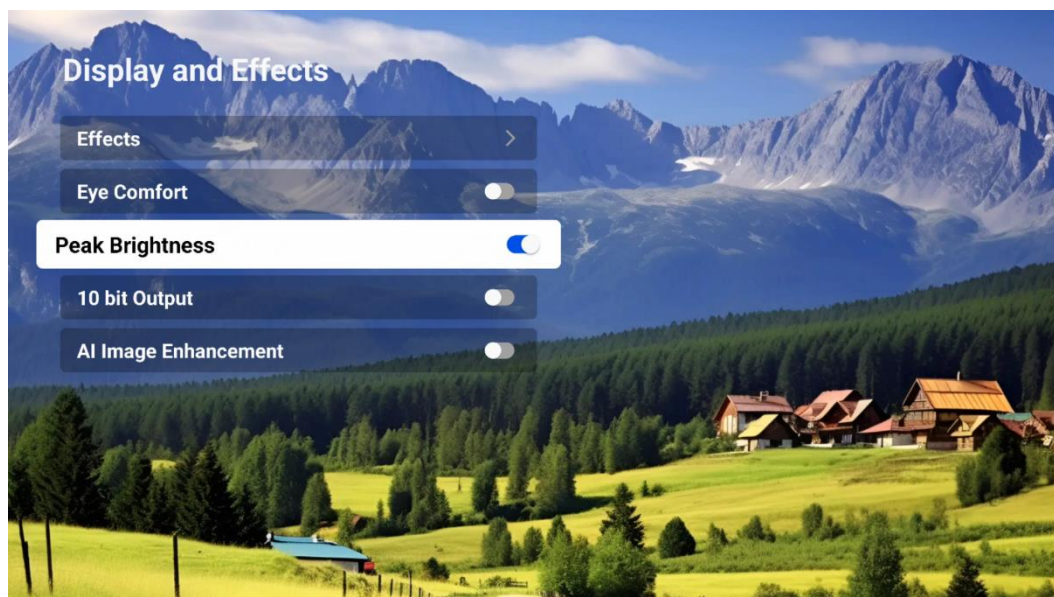 Display and Effects
Effects
Eye Comfort
Peak Brightness
10 bit Output
AI Image Enhancement